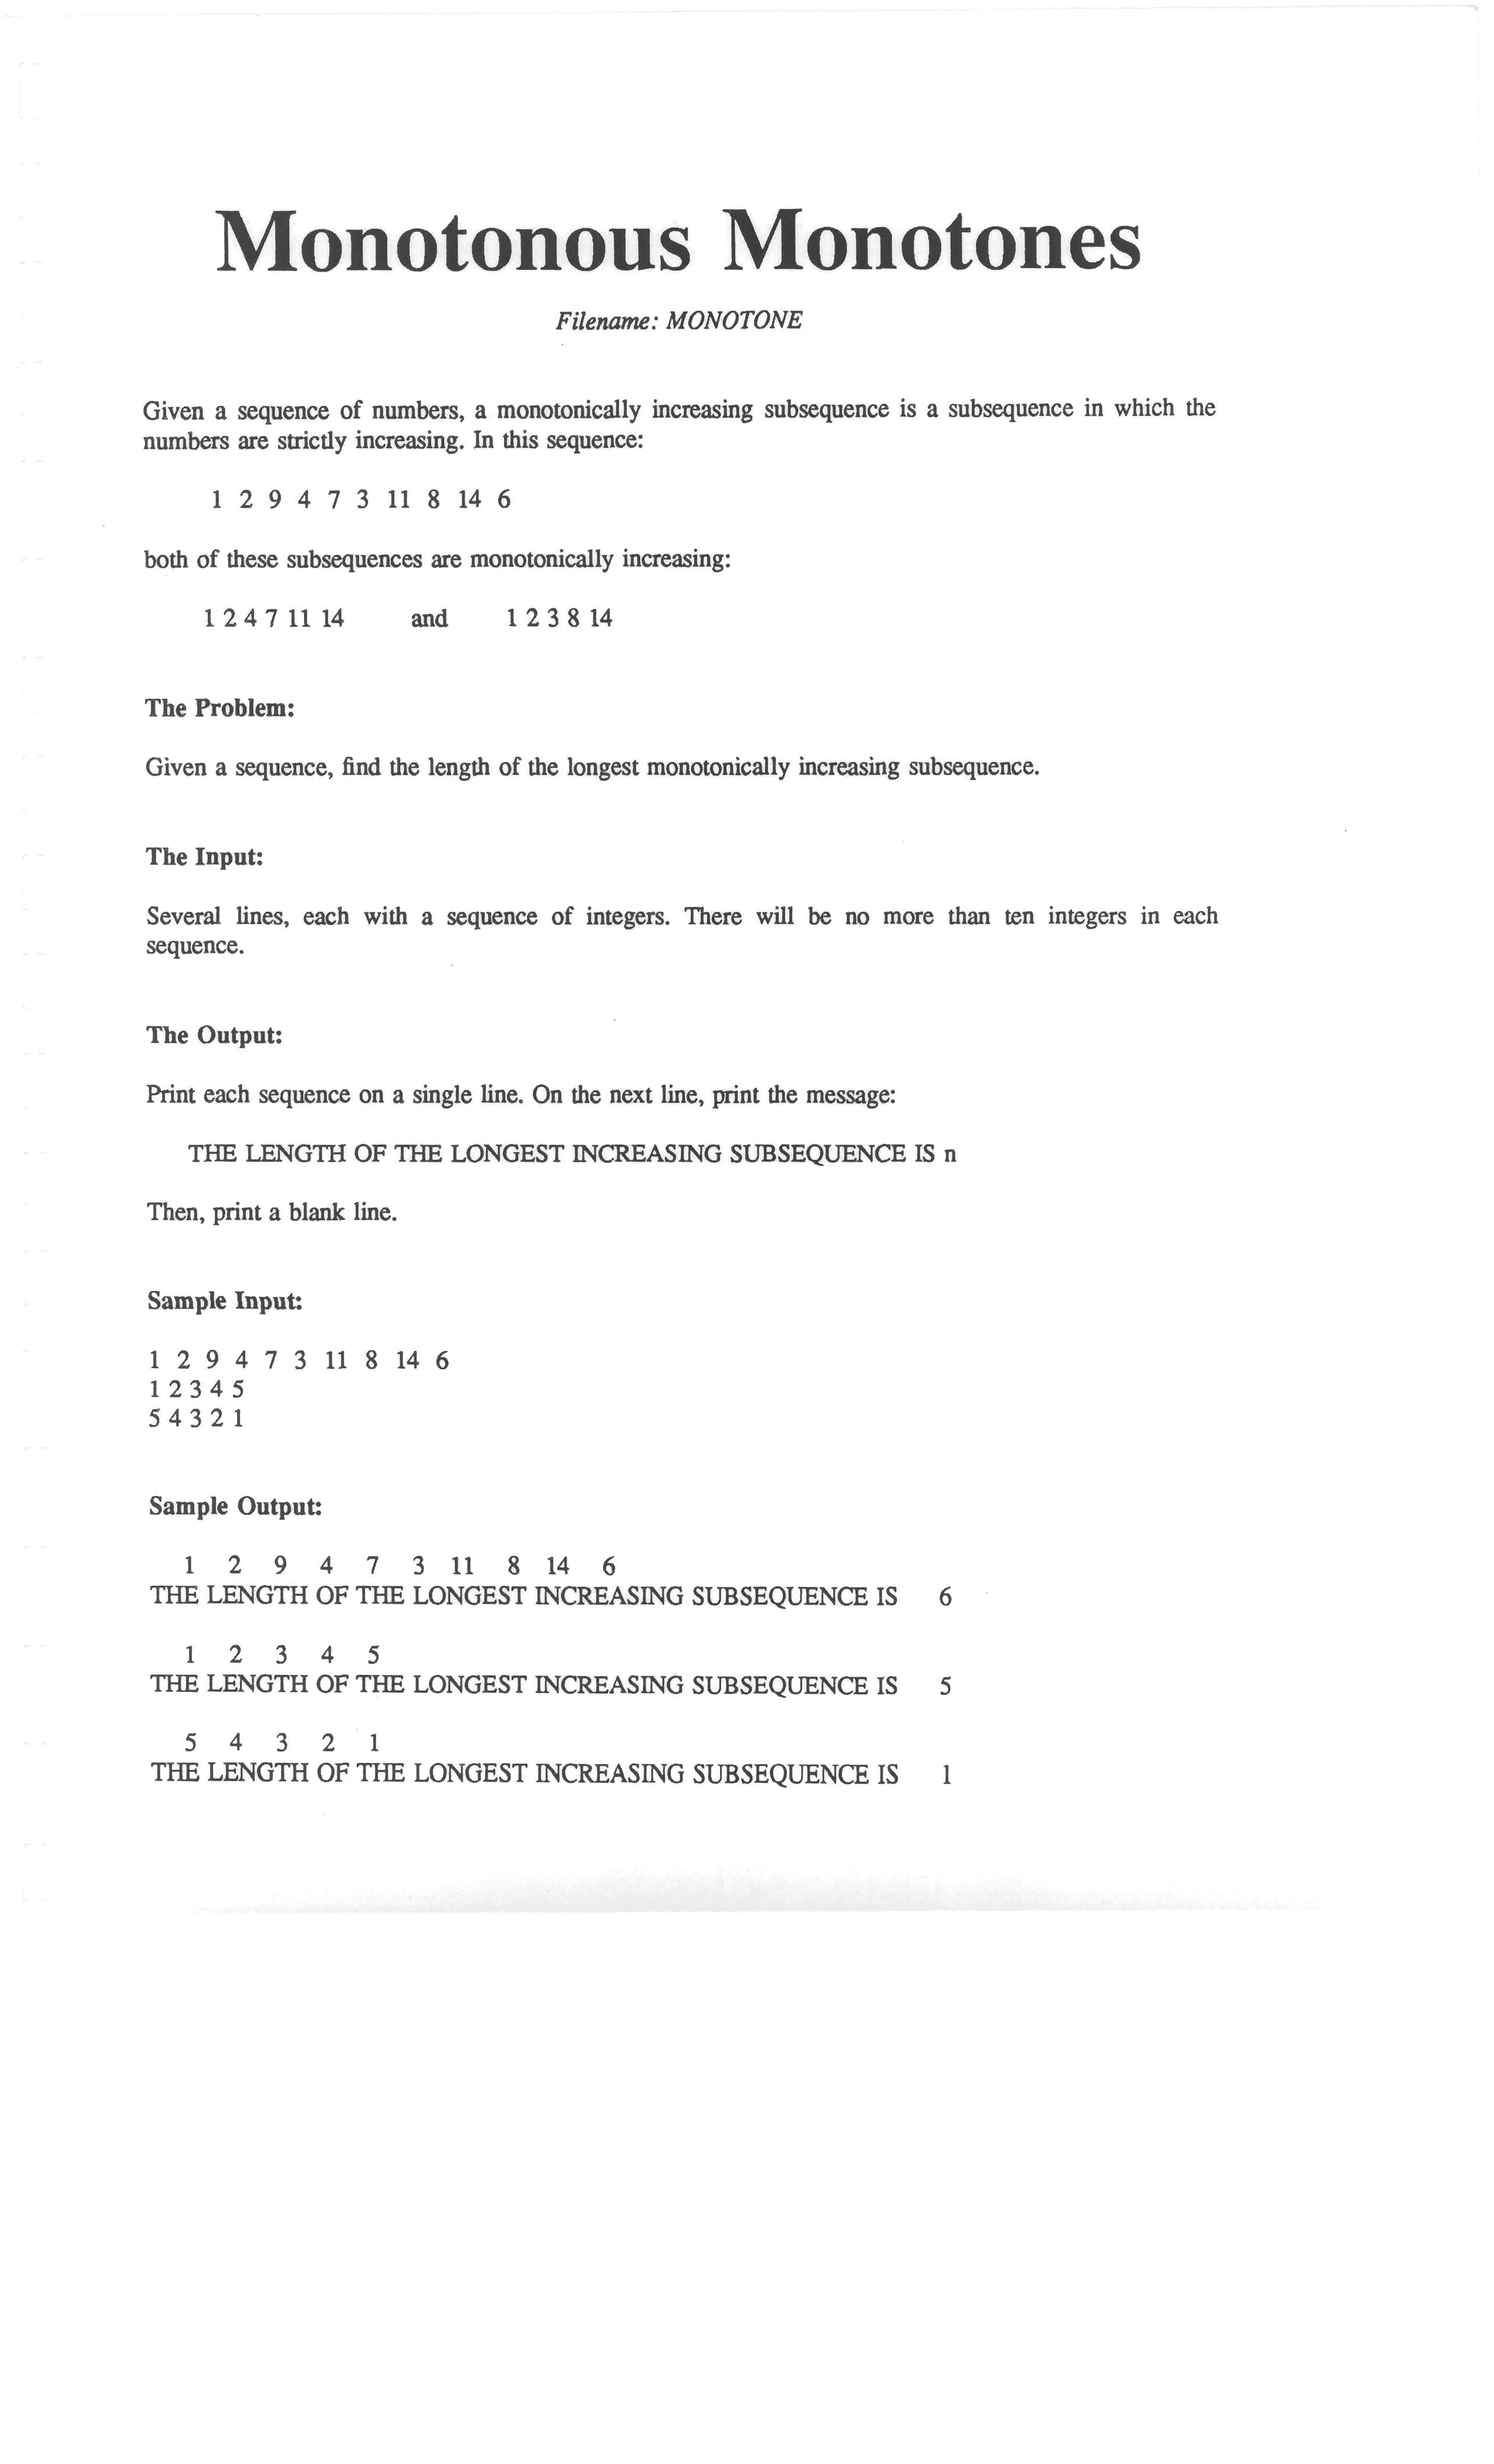 Monotonous Monotones
Filename: MONOTONE
Given a sequence of numbers, a monotonically increasing subsequence is a subsequence in which the
numbers are strictly increasing. In this sequence:
1 2 9 4 7 3 11 8 14 6
both of these subsequences are monotonically increasing:
1 2 4 7 11 14 and 1 2 3 8 14
The Problem:
Given a sequence, find the length of the longest monotonically increasing subsequence.
The Input:
Several lines, each with a sequence of integers. There will be no more than ten integers in each
sequence.
The Output:
Print each sequence on a single line. On the next line, print the message:
THE LENGTH OF THE LONGEST INCREASING SUBSEQUENCE IS n
Then, print a blank line.
Sample Input:
1 2 9 4 7 3 11 8 14 6
1 2 3 4 5
5 4 3 2 1
Sample Output:
1 2 9 4 7 3 11 8 14 6
THE LENGTH OF THE LONGEST INCREASING SUBSEQUENCE IS 6
1 2 3 4 5
THE LENGTH OF THE LONGEST INCREASING SUBSEQUENCE IS 5
5 4 3 2 1
THE LENGTH OF THE LONGEST INCREASING SUBSEQUENCE IS 1